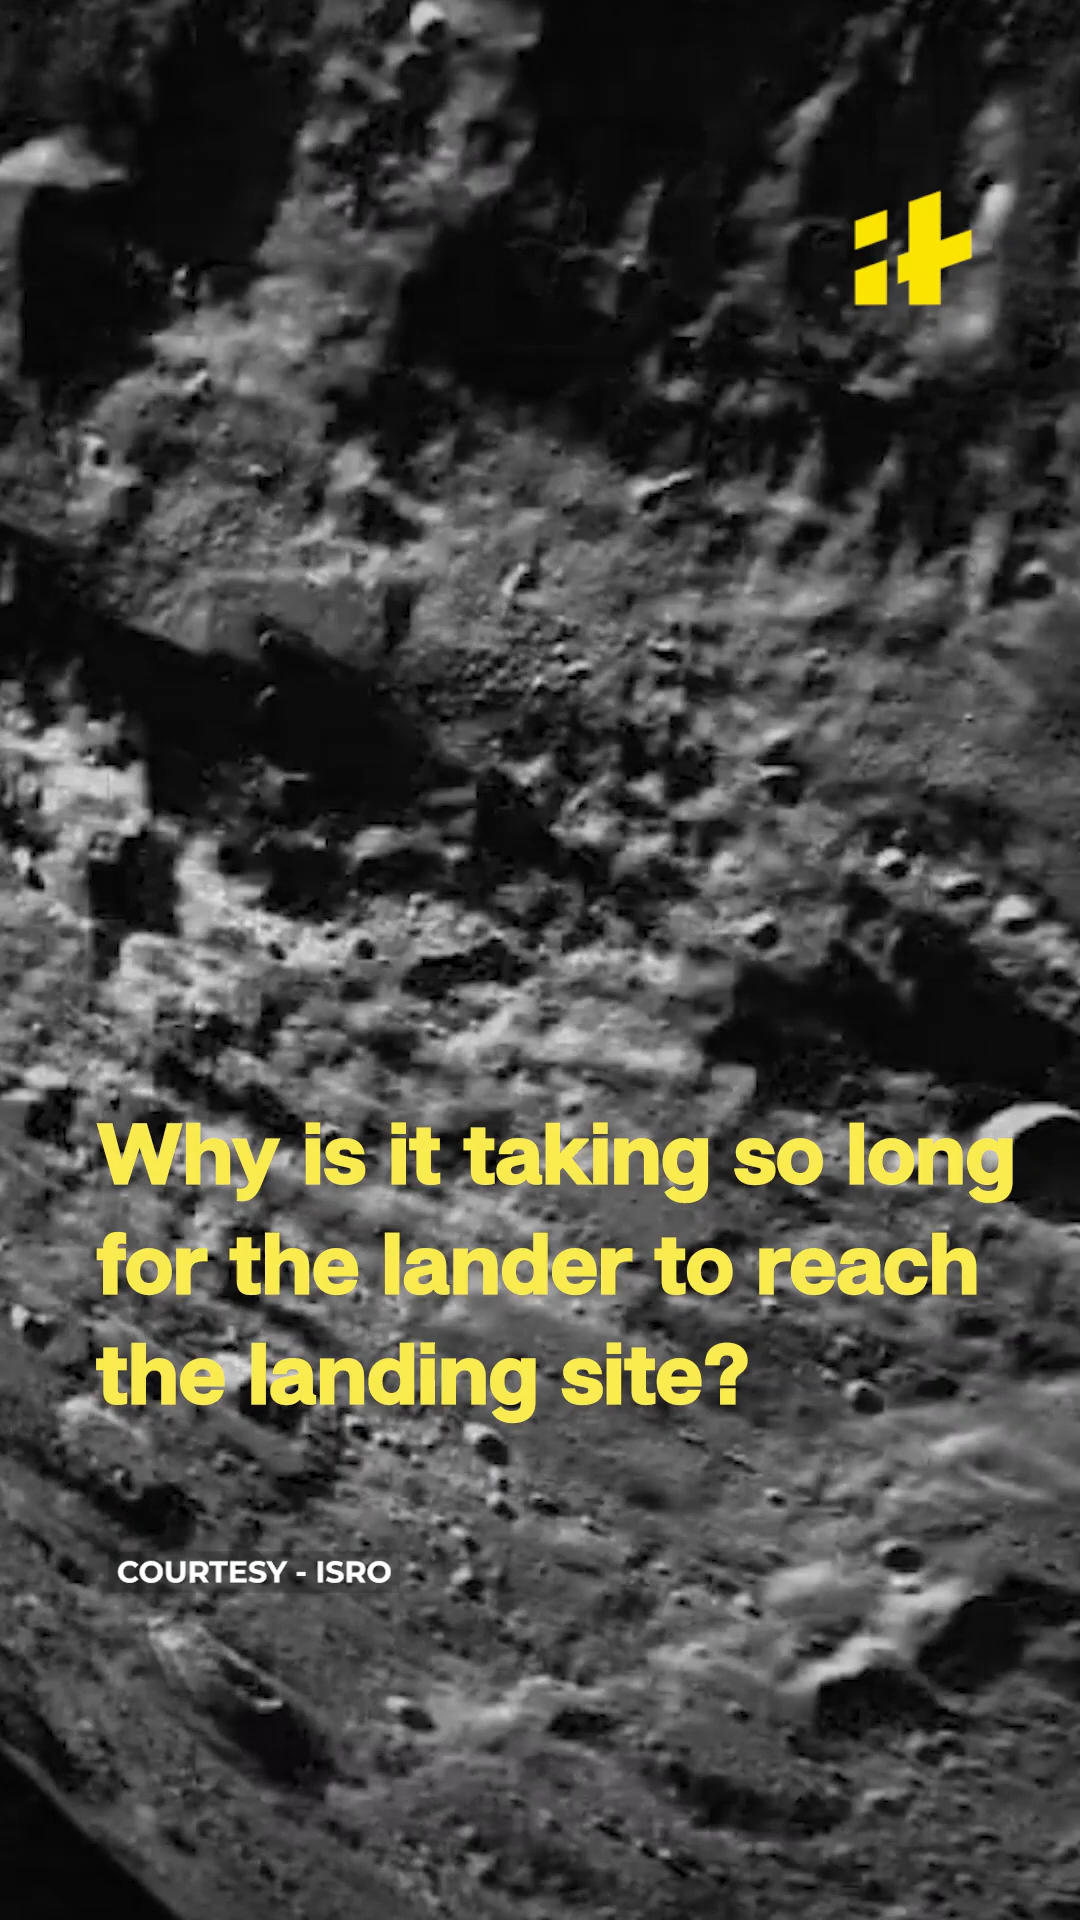 Why is it taking so long
for the lander to reach
the landing site?
COURTESY - ISRO